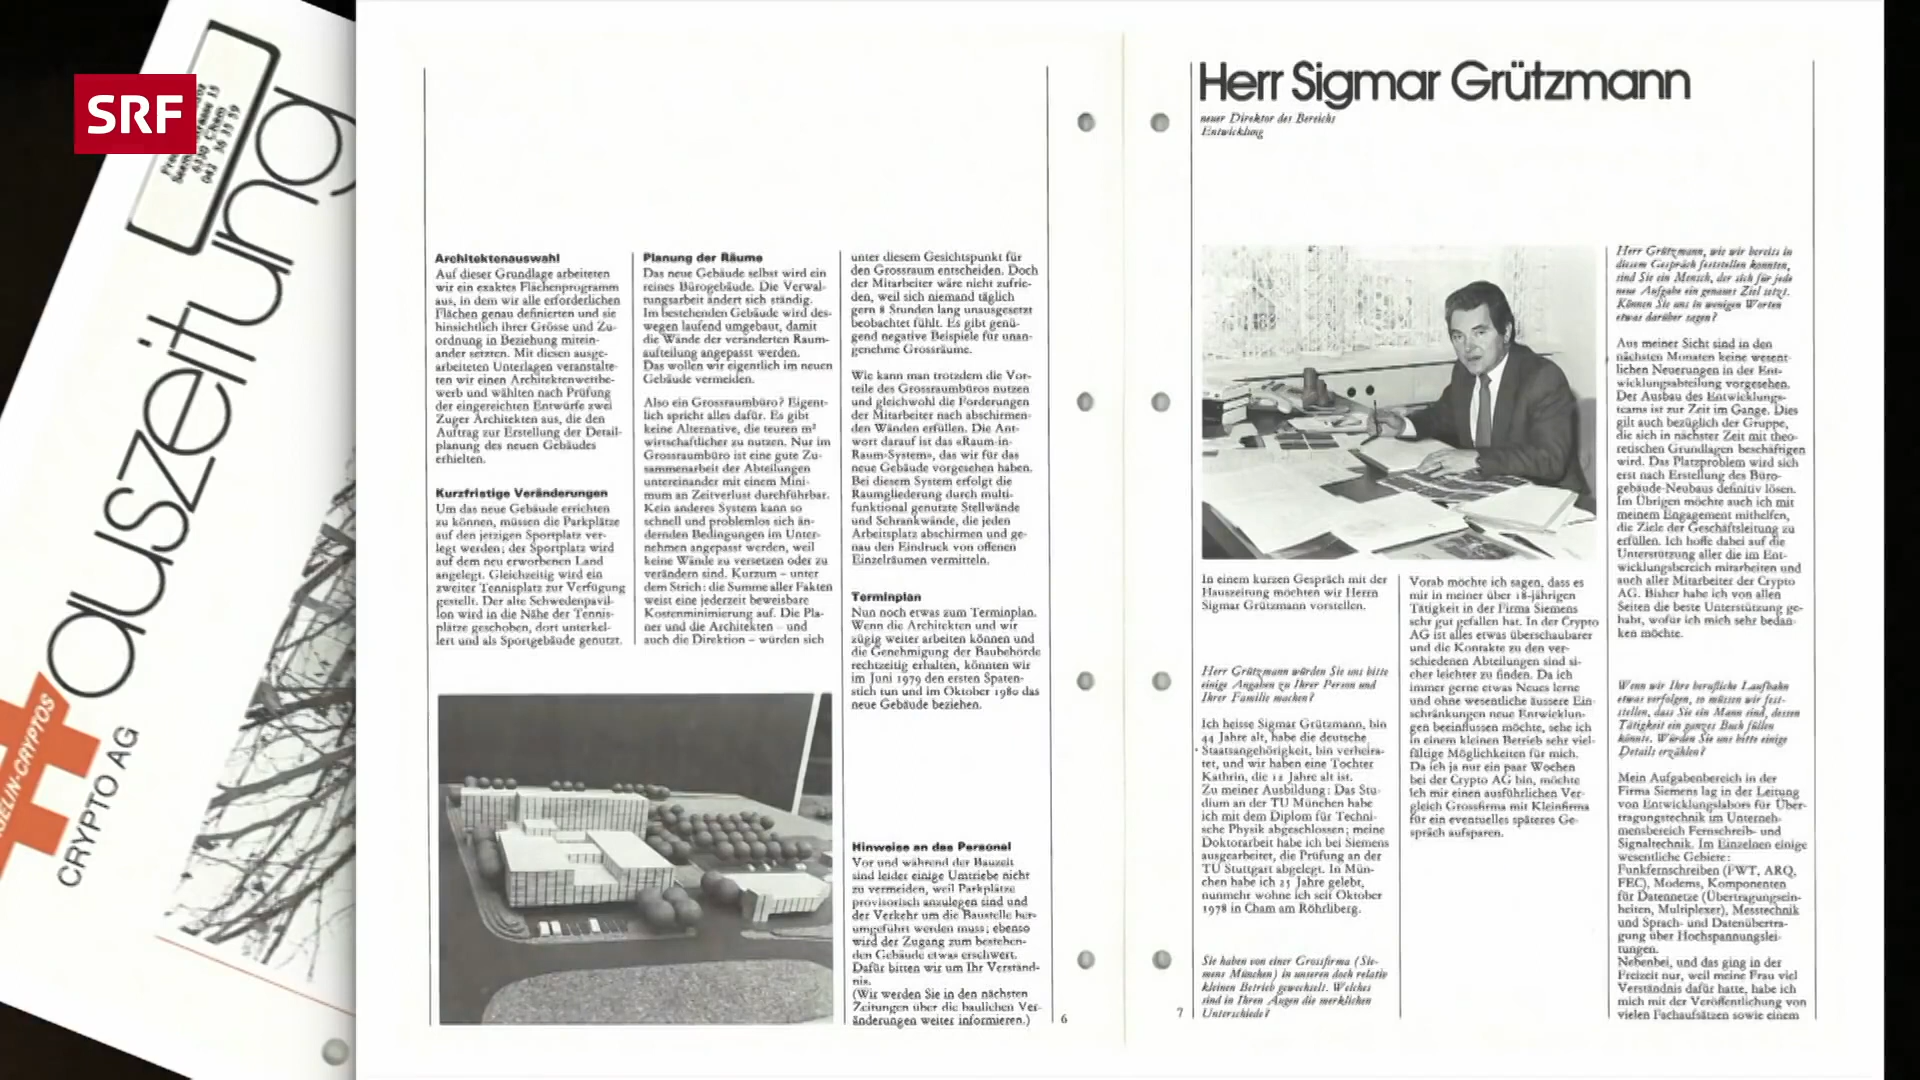 SRF
auszeitung
CRYPTO AG
Architektenauswahl
Auf dieser Grundlage arbeiteten
wir ein exaktes Flächenprogramm
aus, in dem wir alle erforderlichen
Flächen genau definierten und sie
hinsichtlich ihrer Grösse und Zu-
ordnung in Beziehung mitein-
ander setzten. Mit diesen ausge-
arbeiteten Unterlagen veranstalte-
ten wir einen Architektenwettbe-
werb und wählten nach Prüfung
der eingereichten Entwürfe zwei
Zuger Architekten aus, die den
Auftrag zur Erstellung der Detail-
planung des neuen Gebäudes
erhielten.
Kurzfristige Veränderungen
Um das neue Gebäude errichten
zu können, müssen die Parkplätze
auf den jetzigen Sportplatz ver-
legt werden; der Sportplatz wird
auf dem neu erworbenen Land
angelegt. Gleichzeitig wird ein
zweiter Tennisplatz zur Verfügung
gestellt. Der alte Schwedenpavil-
lon wird in die Nähe der Tennis-
plätze geschoben, dort unterkel-
lert und als Sportgebäude genutzt.
Planung der Räume
Das neue Gebäude selbst wird ein
reines Bürogebäude. Die Verwal-
tungsarbeit ändert sich ständig.
Im bestehenden Gebäude wird des-
wegen laufend umgebaut, damit
die Wände der veränderten Raum-
aufteilung angepasst werden.
Das wollen wir eigentlich im neuen
Gebäude vermeiden.
Also ein Grossraumbüro? Eigent-
lich spricht alles dafür. Es gibt
keine Alternative, die teuren m²
wirtschaftlicher zu nutzen. Nur im
Grossraumbüro ist eine gute Zu-
sammenarbeit der Abteilungen
untereinander mit einem Mini-
mum an Zeitverlust durchführbar.
Kein anderes System kann so
schnell und problemlos sich än-
dernden Bedingungen im Unter-
nehmen angepasst werden, weil
keine Wände zu versetzen oder zu
verändern sind. Kurzum – unter
dem Strich: die Summe aller Fakten
weist eine jederzeit beweisbare
Kostenminimierung auf. Die Pla-
ner und die Architekten – und
auch die Direktion – würden sich
unter diesem Gesichtspunkt für
den Grossraum entscheiden. Doch
der Mitarbeiter wäre nicht zufrie-
den, weil sich niemand täglich
gern 8 Stunden lang unausgesetzt
beobachtet fühlt. Es gibt genü-
gend negative Beispiele für unan-
genehme Grossräume.
Wie kann man trotzdem die Vor-
teile des Grossraumbüros nutzen
und gleichwohl die Forderungen
der Mitarbeiter nach abschirmen-
den Wänden erfüllen. Die Ant-
wort darauf ist das «Raum-in-
Raum-System», das wir für das
neue Gebäude vorgesehen haben.
Bei diesem System erfolgt die
Raumgliederung durch multi-
funktional genutzte Stellwände
und Schrankwände, die jeden
Arbeitsplatz abschirmen und ge-
nau den Eindruck von offenen
Einzelräumen vermitteln.
Terminplan
Nun noch etwas zum Terminplan.
Wenn die Architekten und wir
zügig weiter arbeiten können und
die Genehmigung der Baubehörde
rechtzeitig erhalten, könnten wir
im Juni 1979 den ersten Spaten-
stich tun und im Oktober 1980 das
neue Gebäude beziehen.
Hinweise an das Personal
Vor und während der Bauzeit
sind leider einige Umtriebe nicht
zu vermeiden, weil Parkplätze
provisorisch anzulegen sind und
der Verkehr um die Baustelle her-
umgeführt werden muss; ebenso
wird der Zugang zum bestehen-
den Gebäude etwas erschwert.
Dafür bitten wir um Ihr Verständ-
nis.
(Wir werden Sie in den nächsten
Zeitungen über die baulichen Ver-
änderungen weiter informieren.)
6
Herr Sigmar Grützmann
neuer Direktor des Bereichs
Entwicklung
In einem kurzen Gespräch mit der
Hauszeitung möchten wir Herrn
Sigmar Grützmann vorstellen.
Herr Grützmann würden Sie uns bitte
einige Angaben zu Ihrer Person und
Ihrer Familie machen?
Ich heisse Sigmar Grützmann, bin
44 Jahre alt, habe die deutsche
Staatsangehörigkeit, bin verheira-
tet, und wir haben eine Tochter
Kathrin, die 12 Jahre alt ist.
Zu meiner Ausbildung: Das Stu-
dium an der TU München habe
ich mit dem Diplom für Techni-
sche Physik abgeschlossen; meine
Doktorarbeit habe ich bei Siemens
ausgearbeitet, die Prüfung an der
TU Stuttgart abgelegt. In Mün-
chen habe ich 25 Jahre gelebt,
nunmehr wohne ich seit Oktober
1978 in Cham am Röhrliberg.
Sie haben von einer Grossfirma (Sie-
mens München) in unseren doch relativ
kleinen Betrieb gewechselt. Welches
sind in Ihren Augen die merklichen
Unterschiede?
7
Vorab möchte ich sagen, dass es
mir in meiner über 18-jährigen
Tätigkeit in der Firma Siemens
sehr gut gefallen hat. In der Crypto
AG ist alles etwas überschaubarer
und die Kontakte zu den ver-
schiedenen Abteilungen sind si-
cher leichter zu finden. Da ich
immer gerne etwas Neues lerne
und ohne wesentliche äussere Ein-
schränkungen neue Entwicklun-
gen beeinflussen möchte, sehe ich
in einem kleinen Betrieb sehr viel-
fältige Möglichkeiten für mich.
Da ich ja nur ein paar Wochen
bei der Crypto AG bin, möchte
ich mir einen ausführlichen Ver-
gleich Grossfirma mit Kleinfirma
für ein eventuelles späteres Ge-
spräch aufsparen.
Herr Grützmann, wie wir bereits in
diesem Gespräch feststellen konnten,
sind Sie ein Mensch, der sich für jede
neue Aufgabe ein genaues Ziel setzt.
Können Sie uns in wenigen Worten
etwas darüber sagen?
Aus meiner Sicht sind in den
nächsten Monaten keine wesent-
lichen Neuerungen in der Ent-
wicklungsabteilung vorgesehen.
Der Ausbau des Entwicklungs-
teams ist zur Zeit im Gange. Dies
gilt auch bezüglich der Gruppe,
die sich in nächster Zeit mit theo-
retischen Grundlagen beschäftigen
wird. Das Platzproblem wird sich
erst nach Erstellung des Büro-
gebäude-Neubaus definitiv lösen.
Im Übrigen möchte auch ich mit
meinem Engagement mithelfen,
die Ziele der Geschäftsleitung zu
erfüllen. Ich hoffe dabei auf die
Unterstützung aller die im Ent-
wicklungsbereich mitarbeiten und
auch aller Mitarbeiter der Crypto
AG. Bisher habe ich von allen
Seiten die beste Unterstützung ge-
habt, wofür ich mich sehr bedan-
ken möchte.
Wenn wir Ihre berufliche Laufbahn
etwas verfolgen, so müssen wir fest-
stellen, dass Sie ein Mann sind, dessen
Tätigkeit ein ganzes Buch füllen
könnte. Würden Sie uns bitte einige
Details erzählen?
Mein Aufgabenbereich in der
Firma Siemens lag in der Leitung
von Entwicklungslabors für Über-
tragungstechnik im Unterneh-
mensbereich Fernschreib- und
Signaltechnik. Im Einzelnen einige
wesentliche Gebiete:
Funkfernschreiben (FWT, ARQ,
FEC), Modems, Komponenten
für Datennetze (Übertragungsein-
heiten, Multiplexer), Messtechnik
und Sprach- und Datenübertra-
gung über Hochspannungslei-
tungen.
Nebenbei, und das ging in der
Freizeit nur, weil meine Frau viel
Verständnis dafür hatte, habe ich
mich mit der Veröffentlichung von
vielen Fachaufsätzen sowie einem